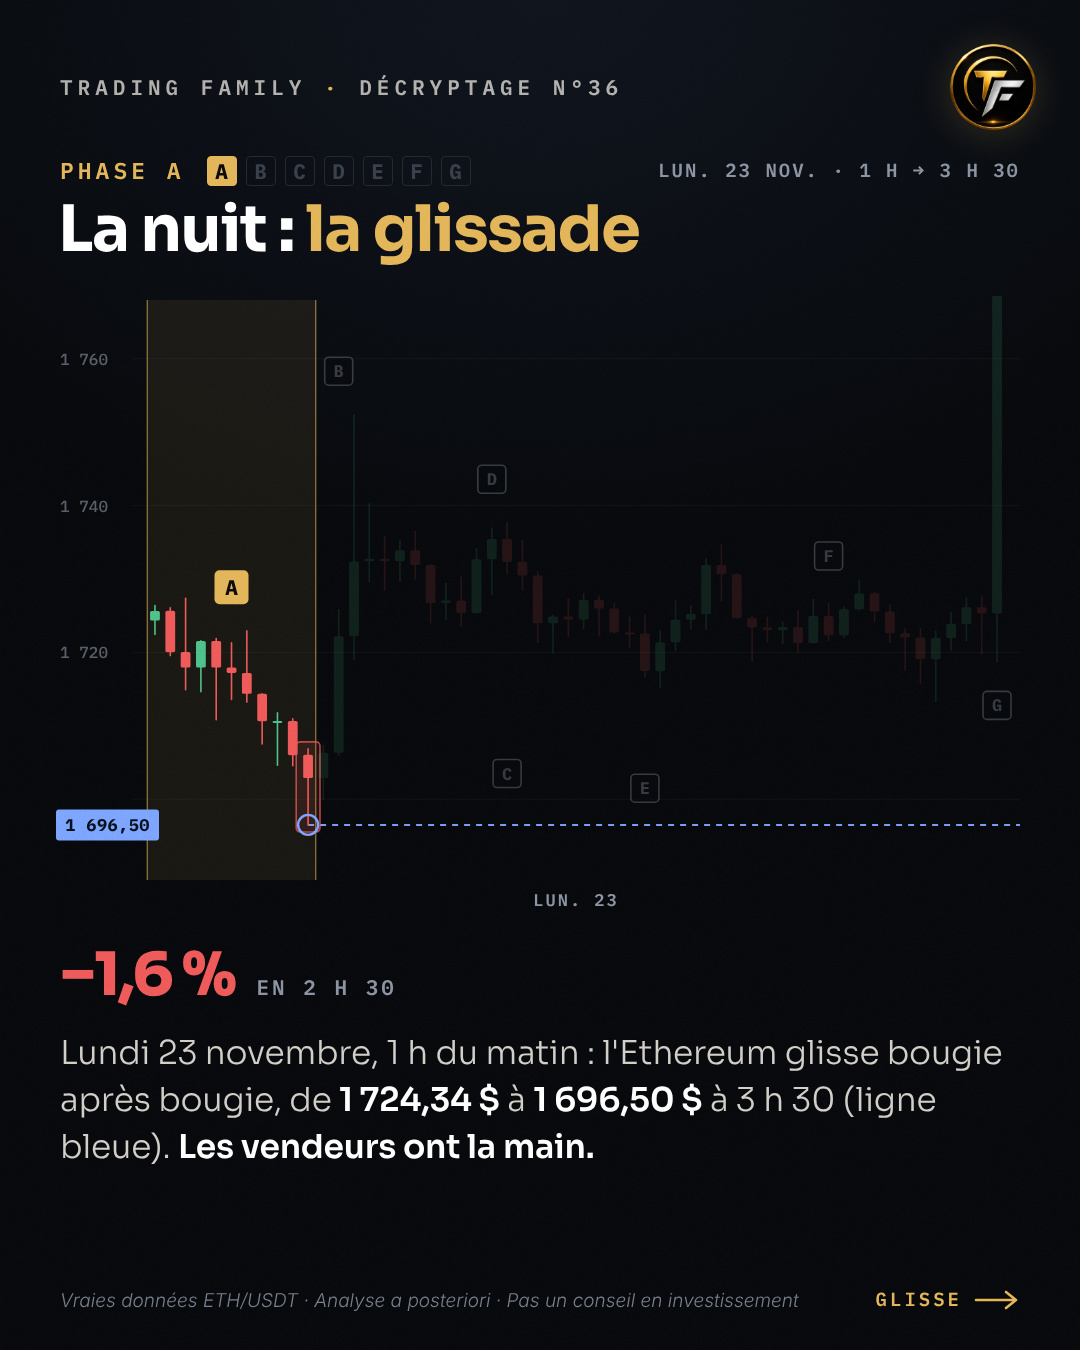 TRADING FAMILY · DÉCRYPTAGE N°36
TF
PHASE A A B C D E F G
LUN. 23 NOV. · 1 H → 3 H 30
La nuit : la glissade
1 760
B
D
1 740
F
A
1 720
G
C
E
1 696,50
LUN. 23
−1,6 % EN 2 H 30
Lundi 23 novembre, 1 h du matin : l'Ethereum glisse bougie
après bougie, de 1 724,34 $ à 1 696,50 $ à 3 h 30 (ligne
bleue). Les vendeurs ont la main.
Vraies données ETH/USDT · Analyse a posteriori · Pas un conseil en investissement
GLISSE →